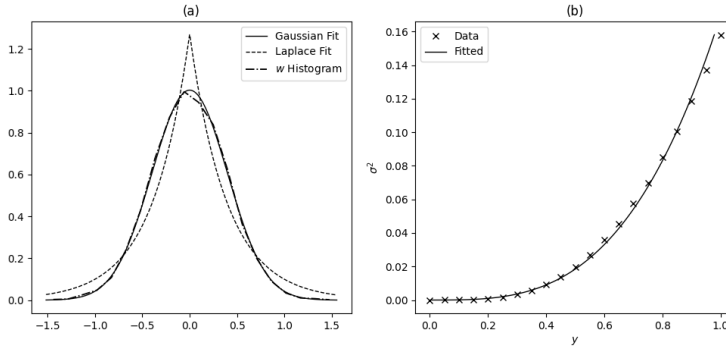 (a)
Gaussian Fit
Laplace Fit
w Histogram
1.2
1.0
0.8
0.6
0.4
0.2
0.0
−1.5 −1.0 −0.5 0.0 0.5 1.0 1.5
(b)
Data
Fitted
0.16
0.14
0.12
0.10
0.08
0.06
0.04
0.02
0.00
σ²
0.0 0.2 0.4 0.6 0.8 1.0
y